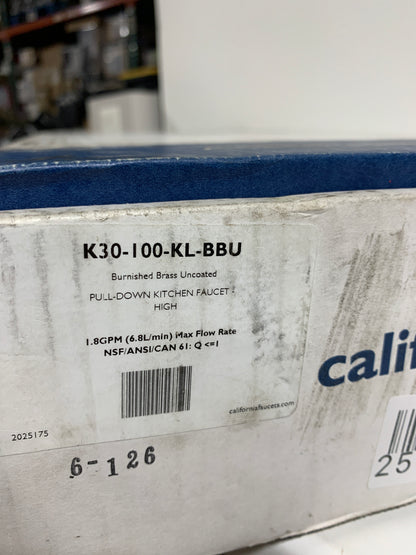 K30-100-KL-BBU
Burnished Brass Uncoated
PULL-DOWN KITCHEN FAUCET -
HIGH
1.8GPM (6.8L/min) Max Flow Rate
NSF/ANSI/CAN 61: Q <=1
californiafaucets.com
2025175
6-126
calif
25